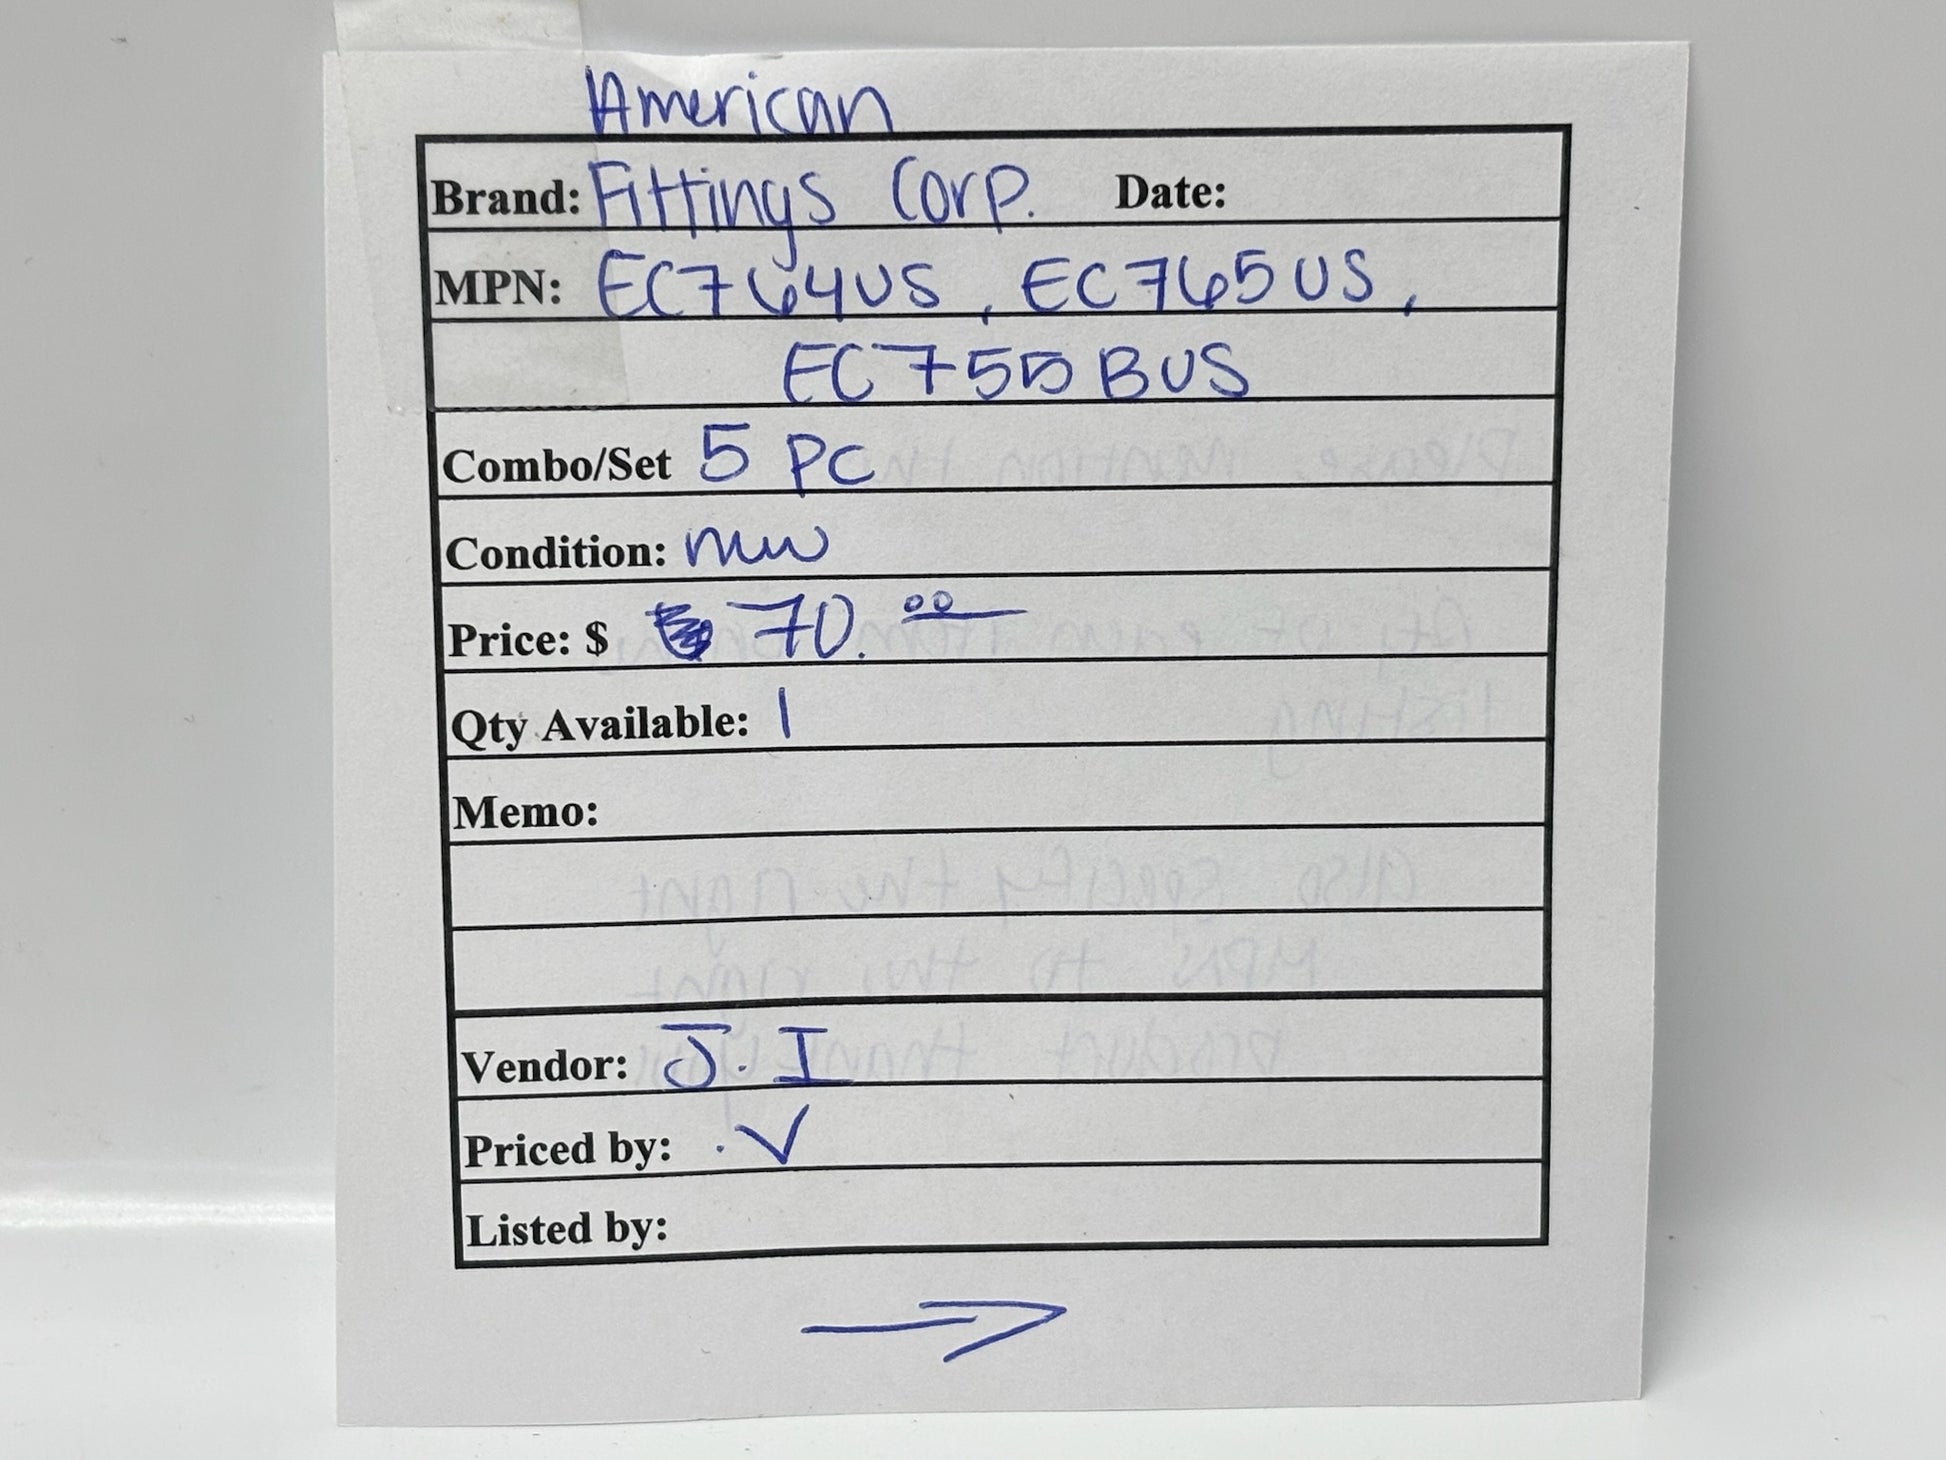 American
Brand: Fittings Corp. Date:
MPN: EC764US, EC765US,
EC755BUS
Combo/Set 5 PC
Condition: new
Price: $ 70.00
Qty Available: 1
Memo:
Vendor: J.I
Priced by: .V
Listed by: